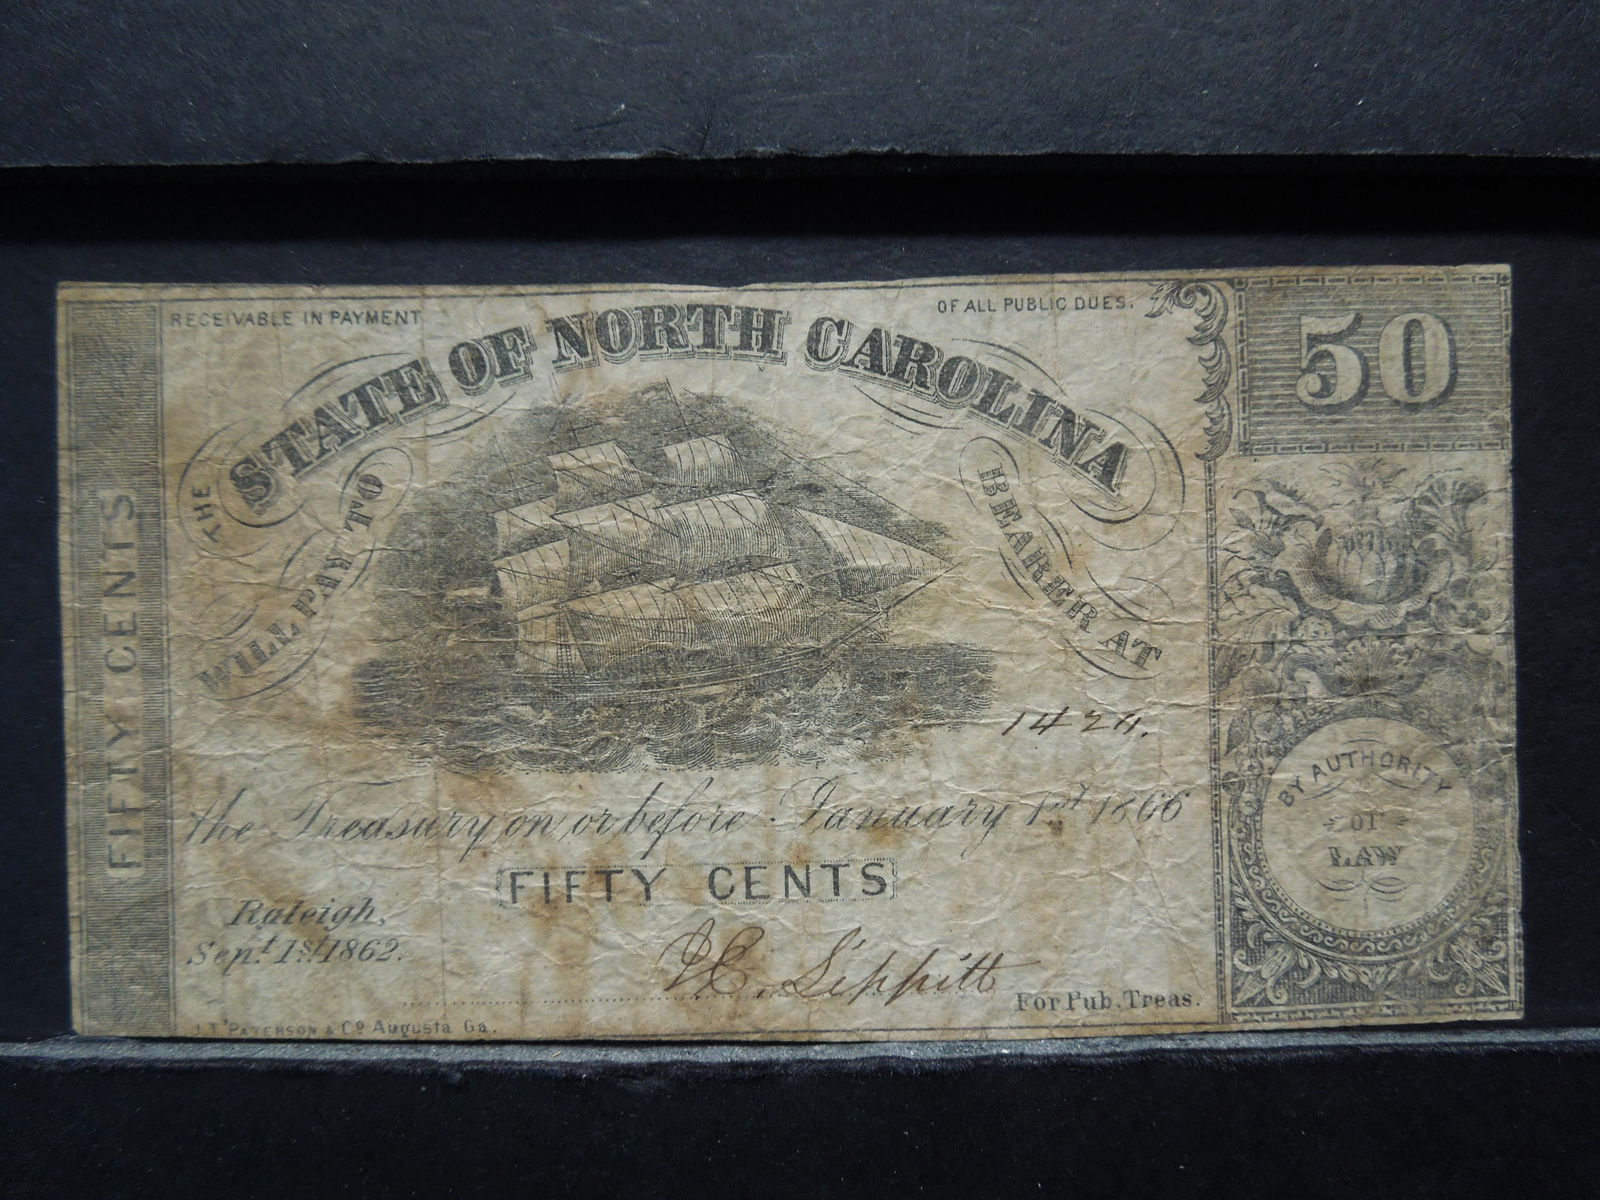 RECEIVABLE IN PAYMENT
OF ALL PUBLIC DUES.
50
THE
STATE OF NORTH CAROLINA
WILL PAY TO
BEARER AT
1424.
the Treasury on or before January 1st 1866
FIFTY CENTS
Raleigh,
Sept. 1st 1862.
J.C. Lippitt
For Pub. Treas.
J.T. PATERSON & Co Augusta Ga.
FIFTY CENTS
BY AUTHORITY
OF
LAW